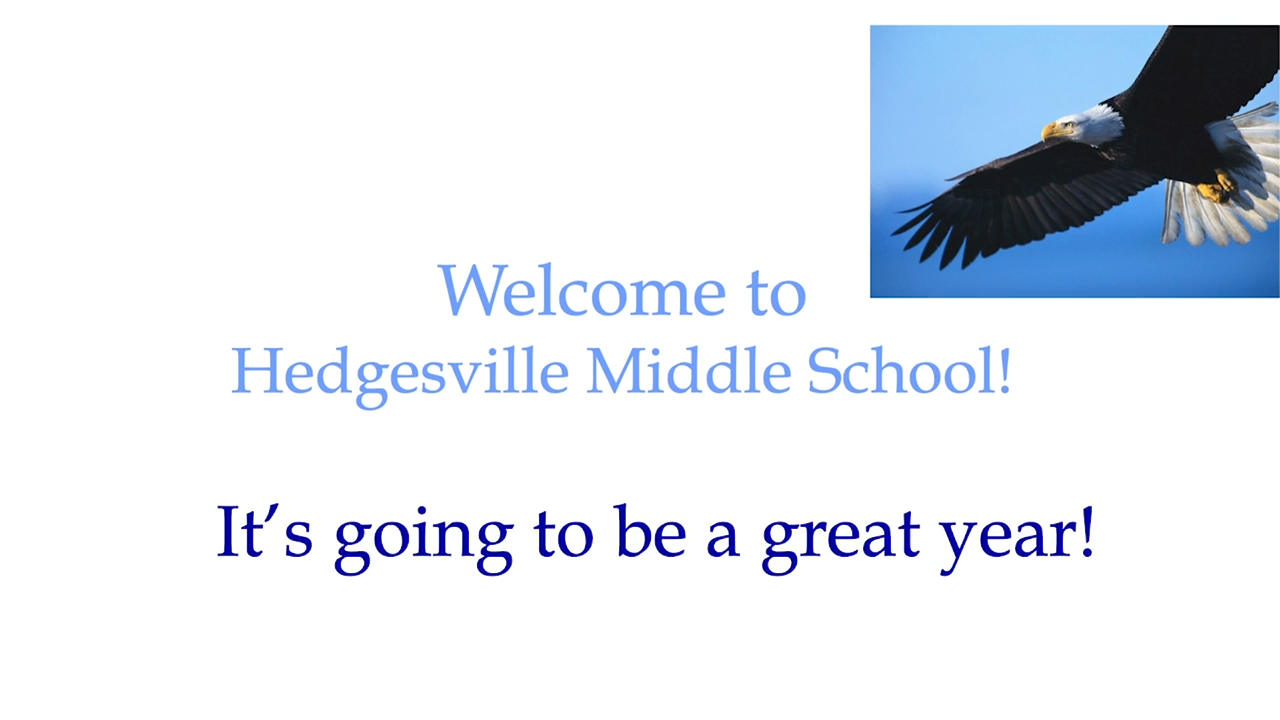 Welcome to
Hedgesville Middle School!
It’s going to be a great year!